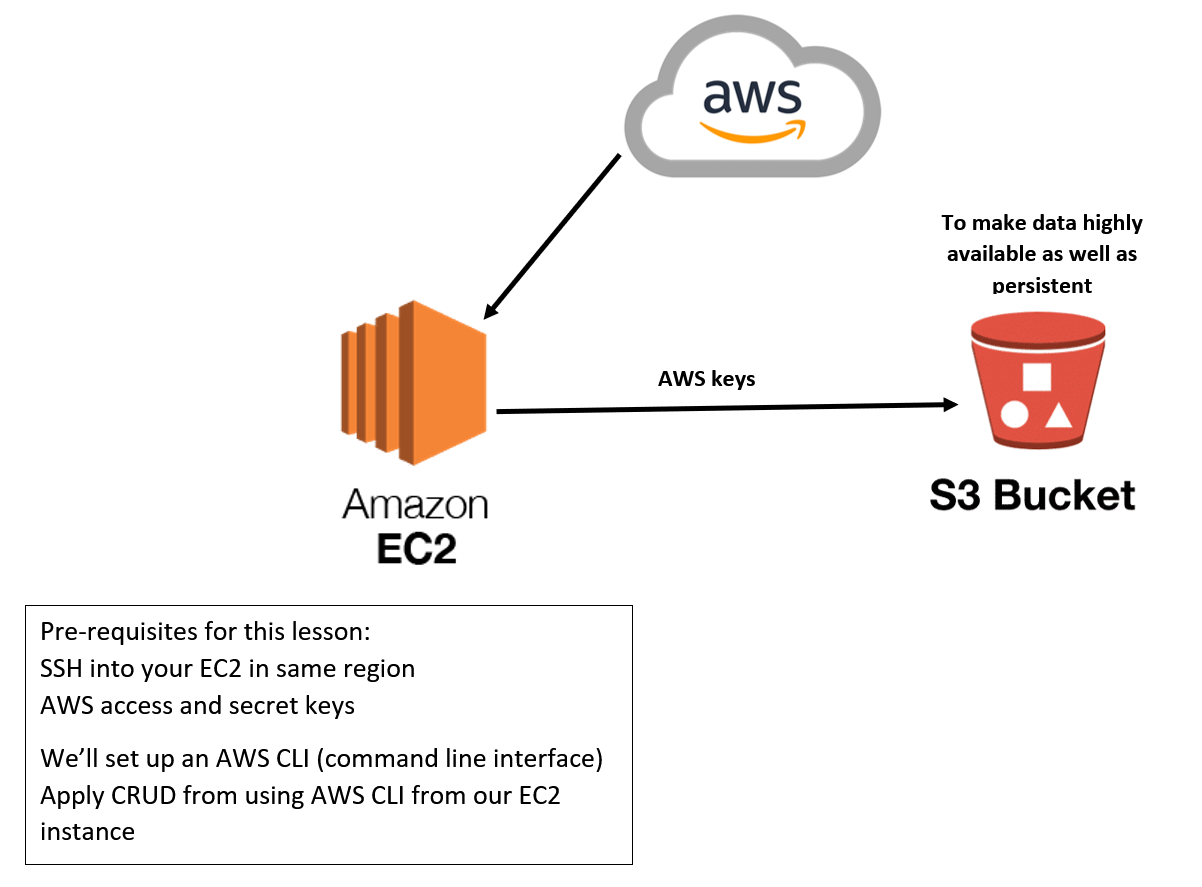 aws
To make data highly
available as well as
persistent
AWS keys
Amazon
EC2
S3 Bucket
Pre-requisites for this lesson:
SSH into your EC2 in same region
AWS access and secret keys
We’ll set up an AWS CLI (command line interface)
Apply CRUD from using AWS CLI from our EC2
instance